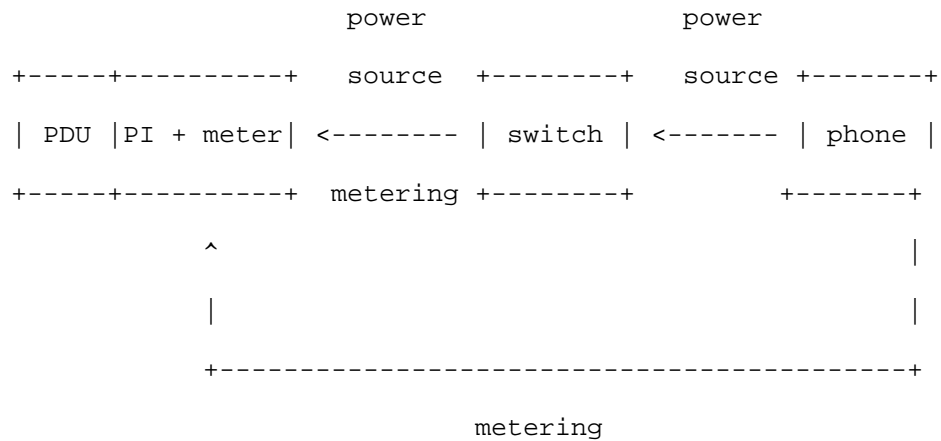 power                power
+-----+----------+   source  +--------+   source +-------+
| PDU |PI + meter| <-------- | switch | <------- | phone |
+-----+----------+  metering +--------+          +-------+
            ^                                            |
            |                                            |
            +--------------------------------------------+
                             metering